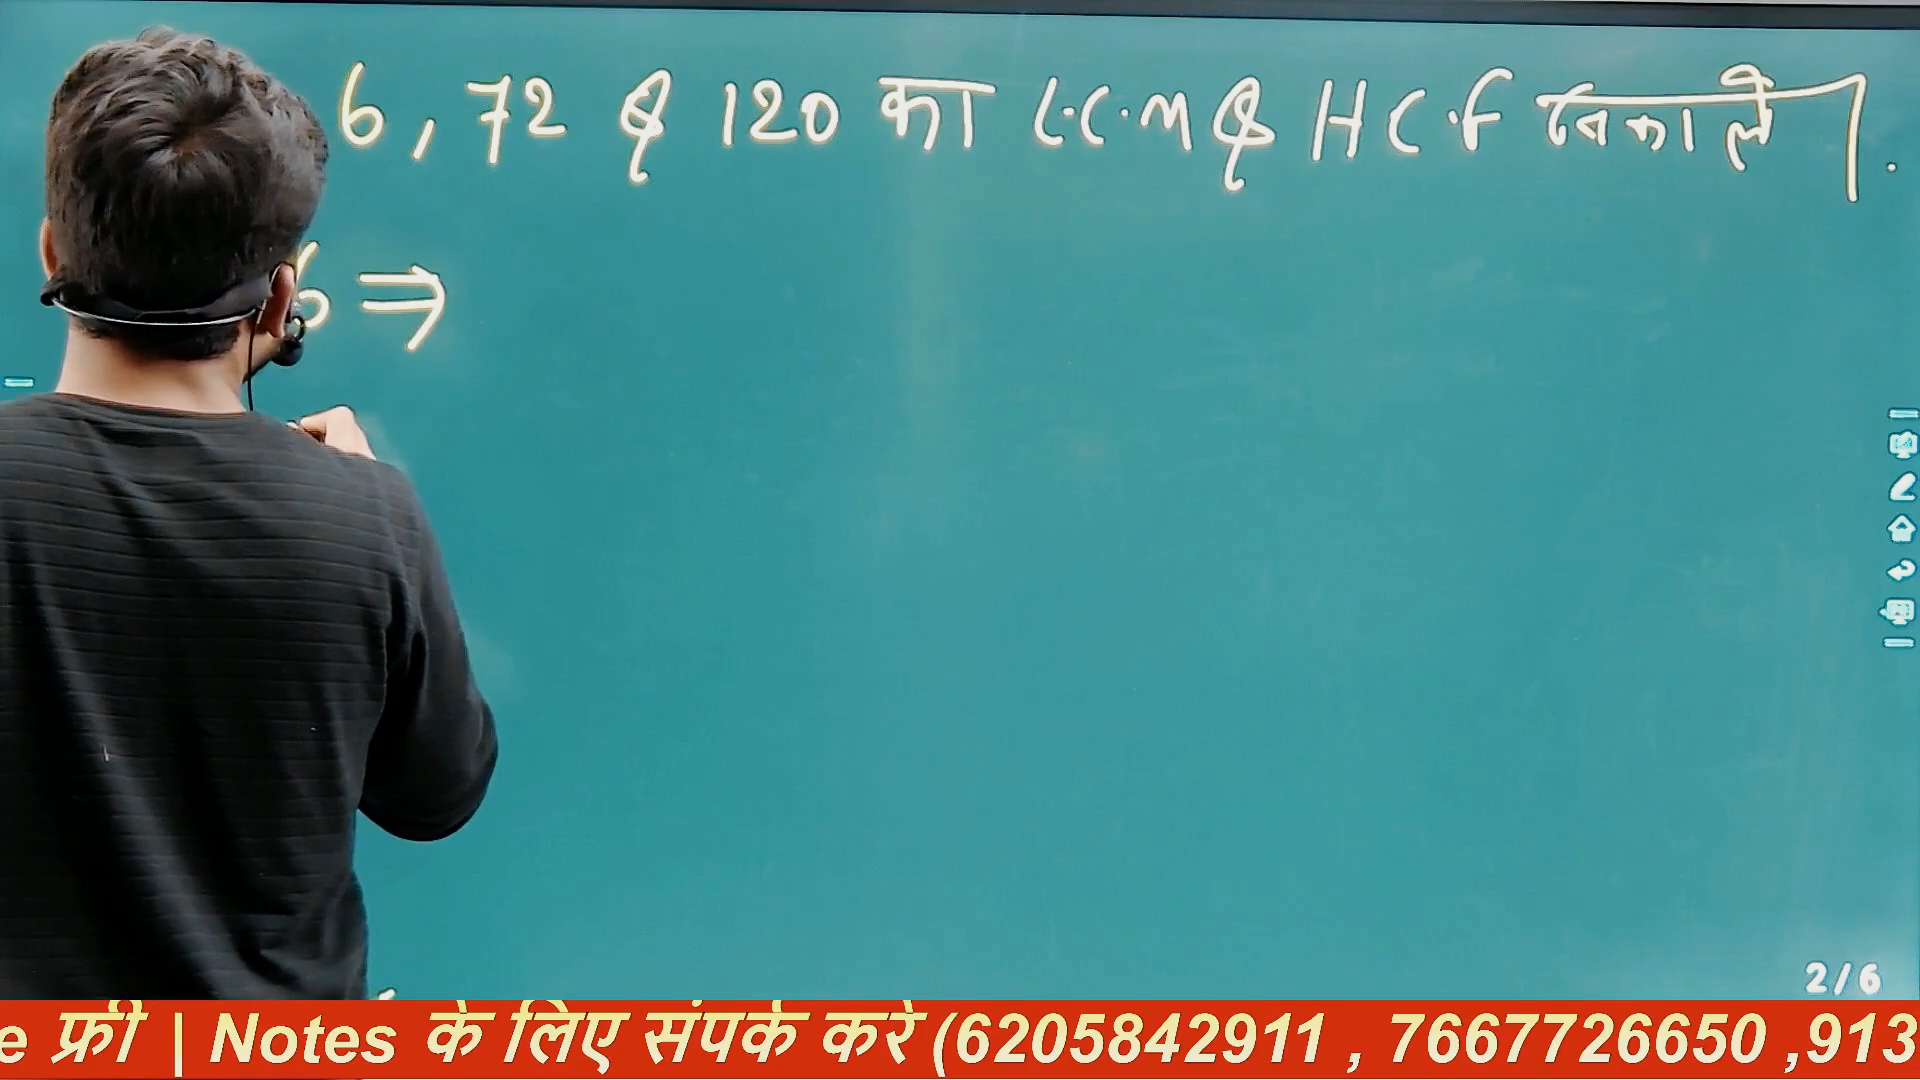 6, 72 & 120 का L.C.M & H.C.F निकाले।
6 ⇒
2/6
e फ्री | Notes के लिए संपर्क करे (6205842911 , 7667726650 ,913